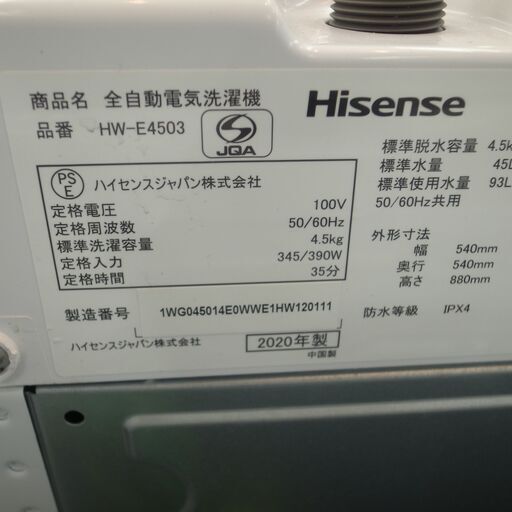 商品名 全自動電気洗濯機
品番 HW-E4503
JQA
Hisense
標準脱水容量 4.5k
標準水量 45L
標準使用水量 93L
50/60Hz共用
PS
E
ハイセンスジャパン株式会社
定格電圧 100V
定格周波数 50/60Hz
標準洗濯容量 4.5kg
定格入力 345/390W
定格時間 35分
外形寸法
幅 540mm
奥行 540mm
高さ 880mm
製造番号 1WG045014E0WWE1HW120111
防水等級 IPX4
ハイセンスジャパン株式会社
2020年製
中国製